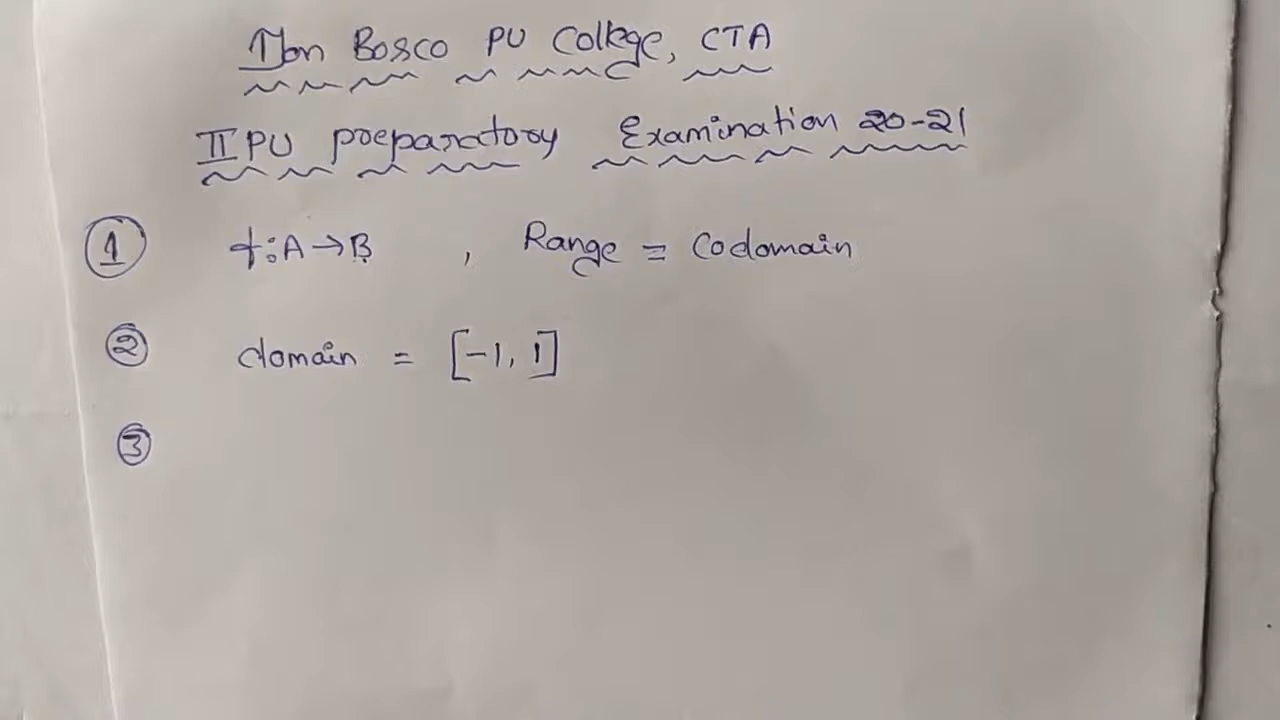 Don Bosco PU College, CTA
II PU preparatory Examination 20-21
1 f:A→B , Range = Codomain
2 domain = [-1, 1]
3